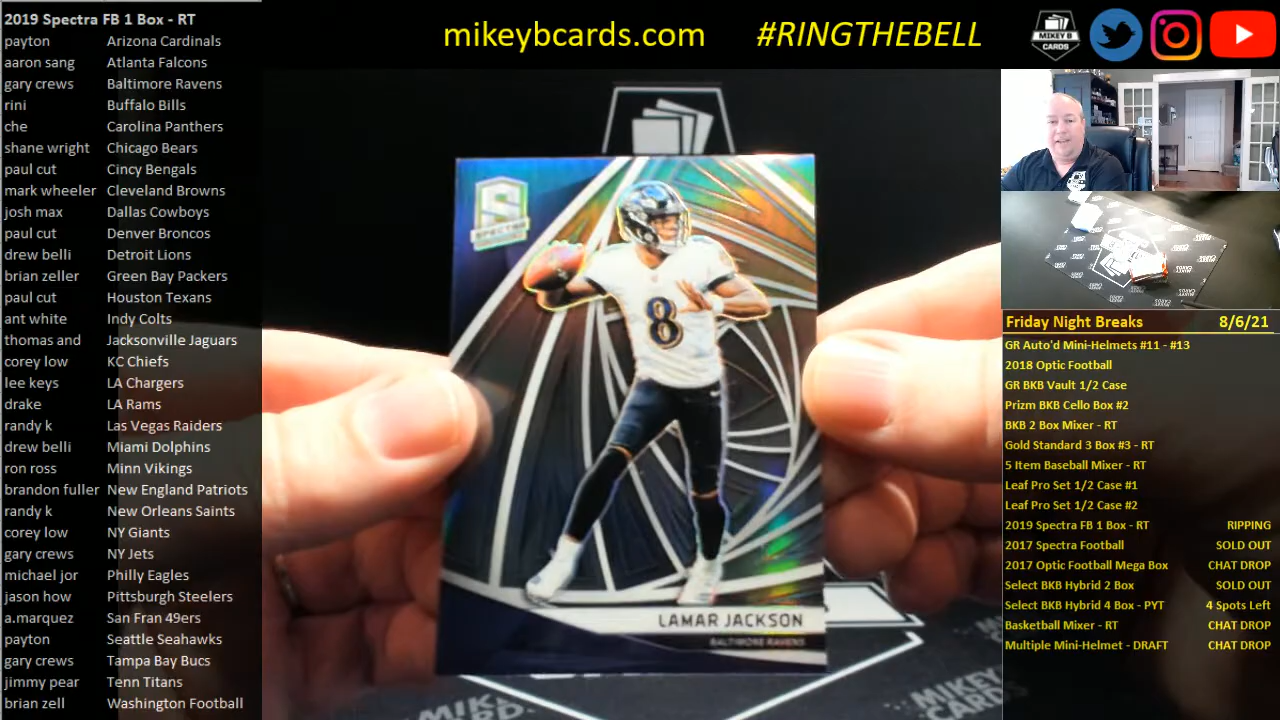 2019 Spectra FB 1 Box - RT
payton Arizona Cardinals
aaron sang Atlanta Falcons
gary crews Baltimore Ravens
rini Buffalo Bills
che Carolina Panthers
shane wright Chicago Bears
paul cut Cincy Bengals
mark wheeler Cleveland Browns
josh max Dallas Cowboys
paul cut Denver Broncos
drew belli Detroit Lions
brian zeller Green Bay Packers
paul cut Houston Texans
ant white Indy Colts
thomas and Jacksonville Jaguars
corey low KC Chiefs
lee keys LA Chargers
drake LA Rams
randy k Las Vegas Raiders
drew belli Miami Dolphins
ron ross Minn Vikings
brandon fuller New England Patriots
randy k New Orleans Saints
corey low NY Giants
gary crews NY Jets
michael jor Philly Eagles
jason how Pittsburgh Steelers
a.marquez San Fran 49ers
payton Seattle Seahawks
gary crews Tampa Bay Bucs
jimmy pear Tenn Titans
brian zell Washington Football
mikeybcards.com #RINGTHEBELL
MIKEY B
CARDS
S
SPECTRA
8
LAMAR JACKSON
BALTIMORE RAVENS
MIKEY
CARDS
Friday Night Breaks 8/6/21
GR Auto'd Mini-Helmets #11 - #13
2018 Optic Football
GR BKB Vault 1/2 Case
Prizm BKB Cello Box #2
BKB 2 Box Mixer - RT
Gold Standard 3 Box #3 - RT
5 Item Baseball Mixer - RT
Leaf Pro Set 1/2 Case #1
Leaf Pro Set 1/2 Case #2
2019 Spectra FB 1 Box - RT RIPPING
2017 Spectra Football SOLD OUT
2017 Optic Football Mega Box CHAT DROP
Select BKB Hybrid 2 Box SOLD OUT
Select BKB Hybrid 4 Box - PYT 4 Spots Left
Basketball Mixer - RT CHAT DROP
Multiple Mini-Helmet - DRAFT CHAT DROP